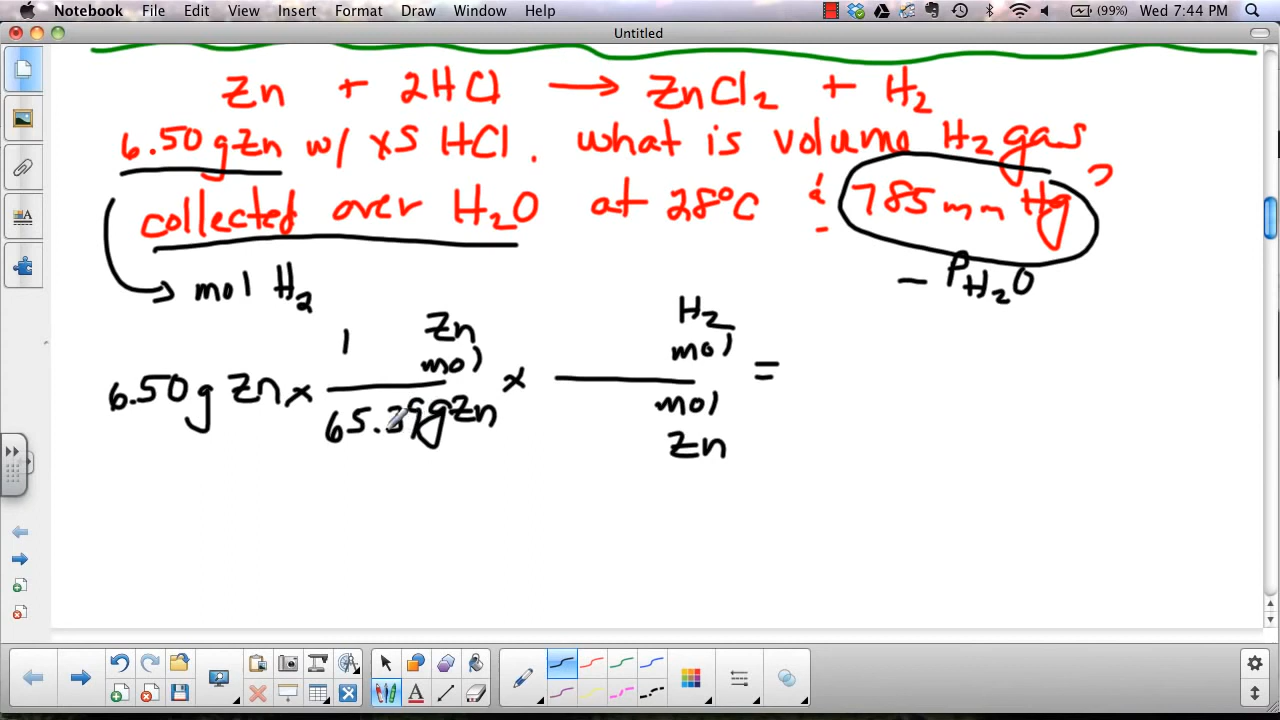 Notebook File Edit View Insert Format Draw Window Help (99%) Wed 7:44 PM
Untitled
Zn + 2HCl → ZnCl2 + H2
6.50 g Zn w/ xS HCl. what is volume H2 gas
collected over H2O at 28°C & 785 mm Hg ?
→ mol H2
- PH2O
6.50 g Zn x 1 Zn mol / 65.39 g Zn x H2 mol / mol Zn =
A